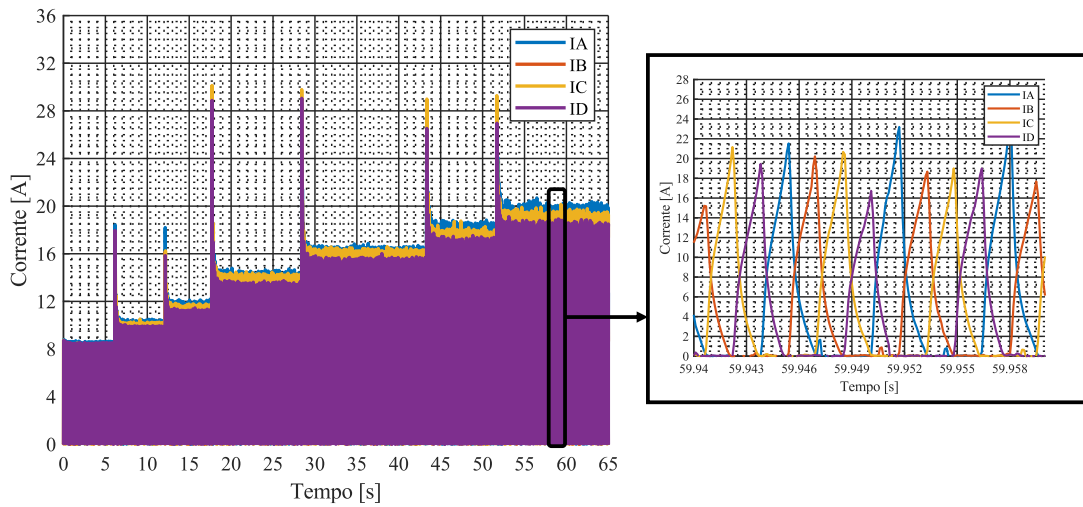 36
32
28
24
20
16
12
8
4
0
Corrente [A]
0 5 10 15 20 25 30 35 40 45 50 55 60 65
Tempo [s]
IA
IB
IC
ID
28
26
24
22
20
18
16
14
12
10
8
6
4
2
0
Corrente [A]
59.94 59.943 59.946 59.949 59.952 59.955 59.958
Tempo [s]
IA
IB
IC
ID